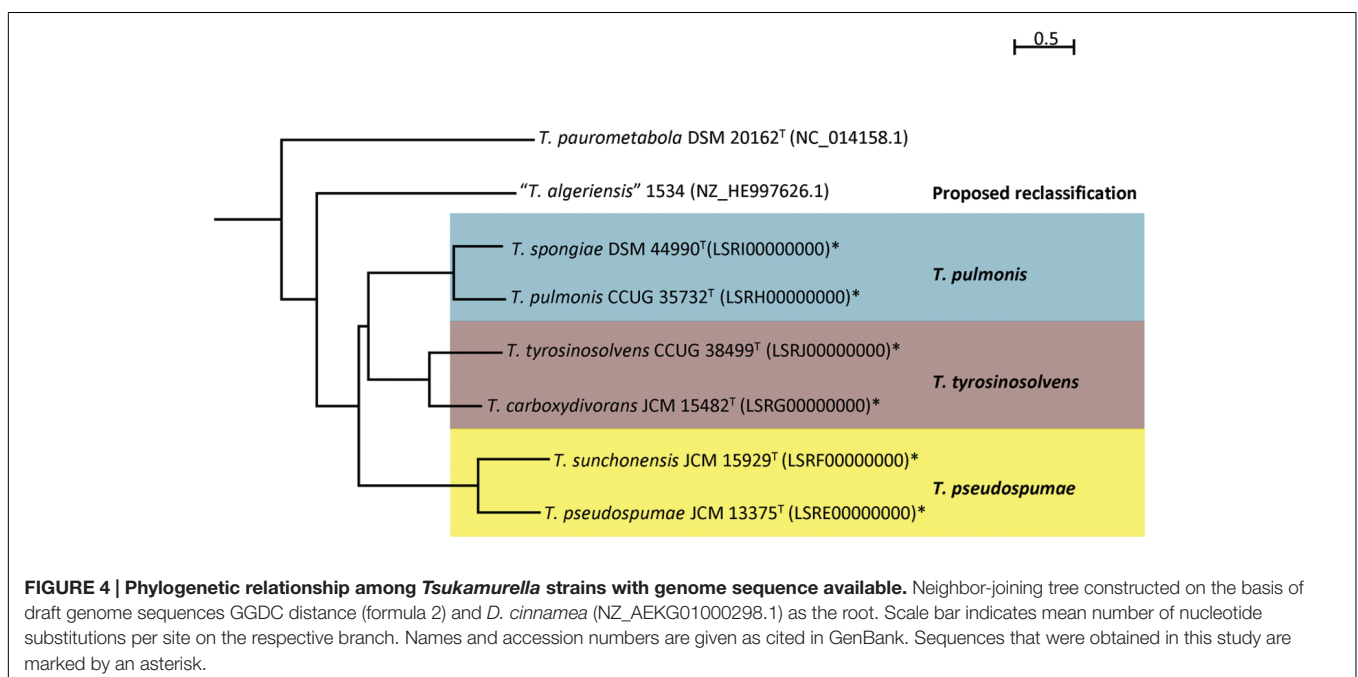 0.5
T. paurometabola DSM 20162ᵀ (NC_014158.1)
“T. algeriensis” 1534 (NZ_HE997626.1)
Proposed reclassification
T. spongiae DSM 44990ᵀ(LSRI00000000)*
T. pulmonis
T. pulmonis CCUG 35732ᵀ (LSRH00000000)*
T. tyrosinosolvens CCUG 38499ᵀ (LSRJ00000000)*
T. tyrosinosolvens
T. carboxydivorans JCM 15482ᵀ (LSRG00000000)*
T. sunchonensis JCM 15929ᵀ (LSRF00000000)*
T. pseudospumae
T. pseudospumae JCM 13375ᵀ (LSRE00000000)*
FIGURE 4 | Phylogenetic relationship among Tsukamurella strains with genome sequence available. Neighbor-joining tree constructed on the basis of
draft genome sequences GGDC distance (formula 2) and D. cinnamea (NZ_AEKG01000298.1) as the root. Scale bar indicates mean number of nucleotide
substitutions per site on the respective branch. Names and accession numbers are given as cited in GenBank. Sequences that were obtained in this study are
marked by an asterisk.